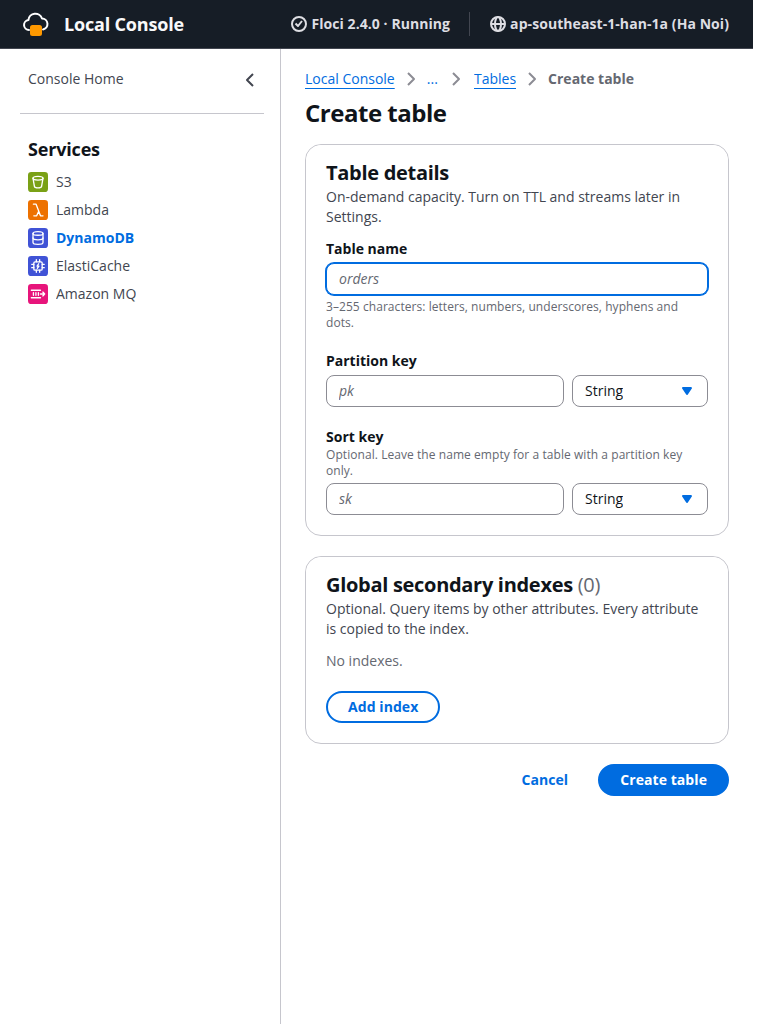 Local Console
Floci 2.4.0 · Running
ap-southeast-1-han-1a (Ha Noi)
Console Home
Services
S3
Lambda
DynamoDB
ElastiCache
Amazon MQ
Local Console > ... > Tables > Create table
Create table
Table details
On-demand capacity. Turn on TTL and streams later in
Settings.
Table name
orders
3–255 characters: letters, numbers, underscores, hyphens and
dots.
Partition key
pk
String
Sort key
Optional. Leave the name empty for a table with a partition key
only.
sk
String
Global secondary indexes (0)
Optional. Query items by other attributes. Every attribute
is copied to the index.
No indexes.
Add index
Cancel
Create table